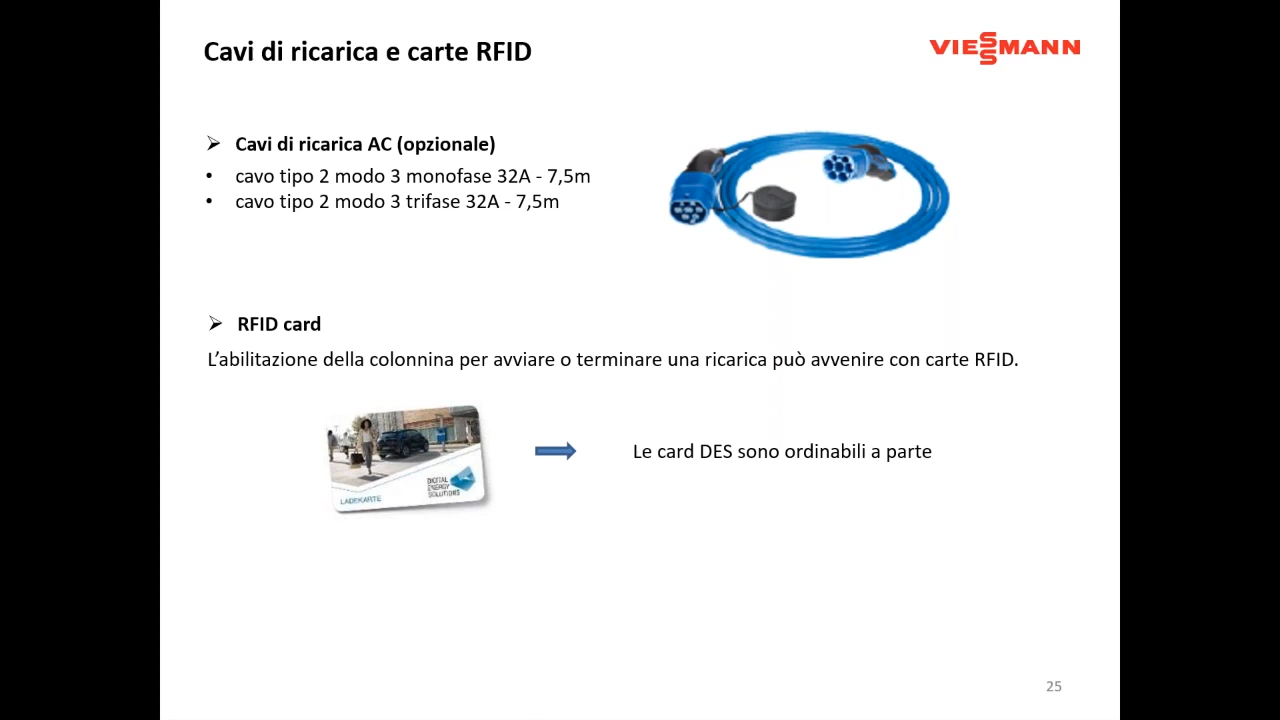 Cavi di ricarica e carte RFID
VIESSMANN
Cavi di ricarica AC (opzionale)
• cavo tipo 2 modo 3 monofase 32A - 7,5m
• cavo tipo 2 modo 3 trifase 32A - 7,5m
RFID card
L’abilitazione della colonnina per avviare o terminare una ricarica può avvenire con carte RFID.
LADEKARTE
DIGITAL
ENERGY
SOLUTIONS
Le card DES sono ordinabili a parte
25